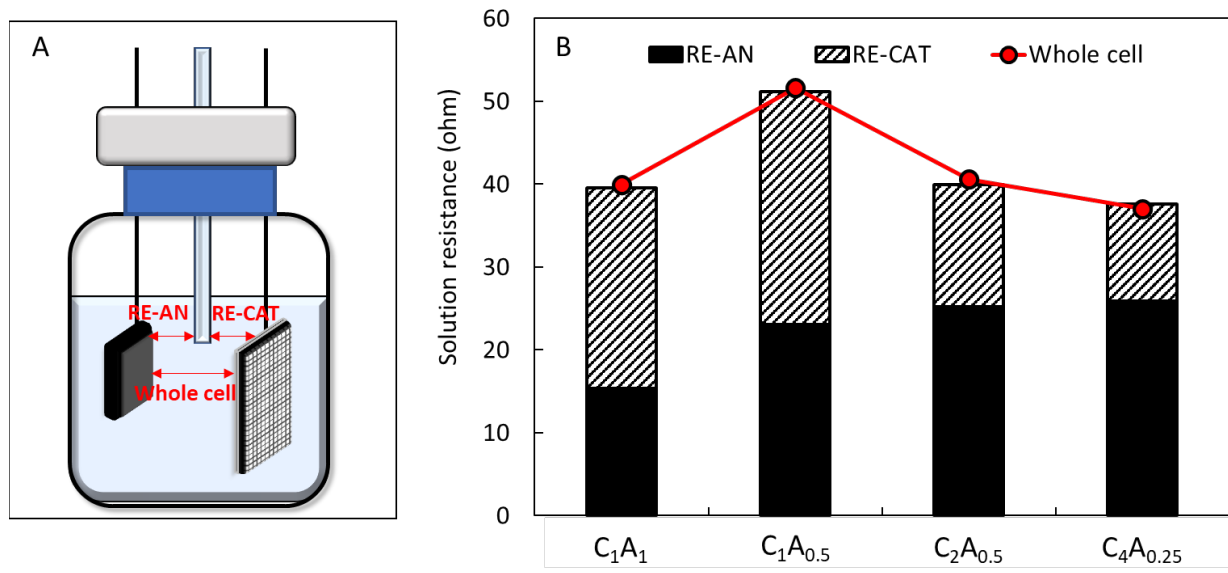 A
RE-AN
RE-CAT
Whole cell
B
RE-AN
RE-CAT
Whole cell
Solution resistance (ohm)
60
50
40
30
20
10
0
C₁A₁
C₁A₀.₅
C₂A₀.₅
C₄A₀.₂₅